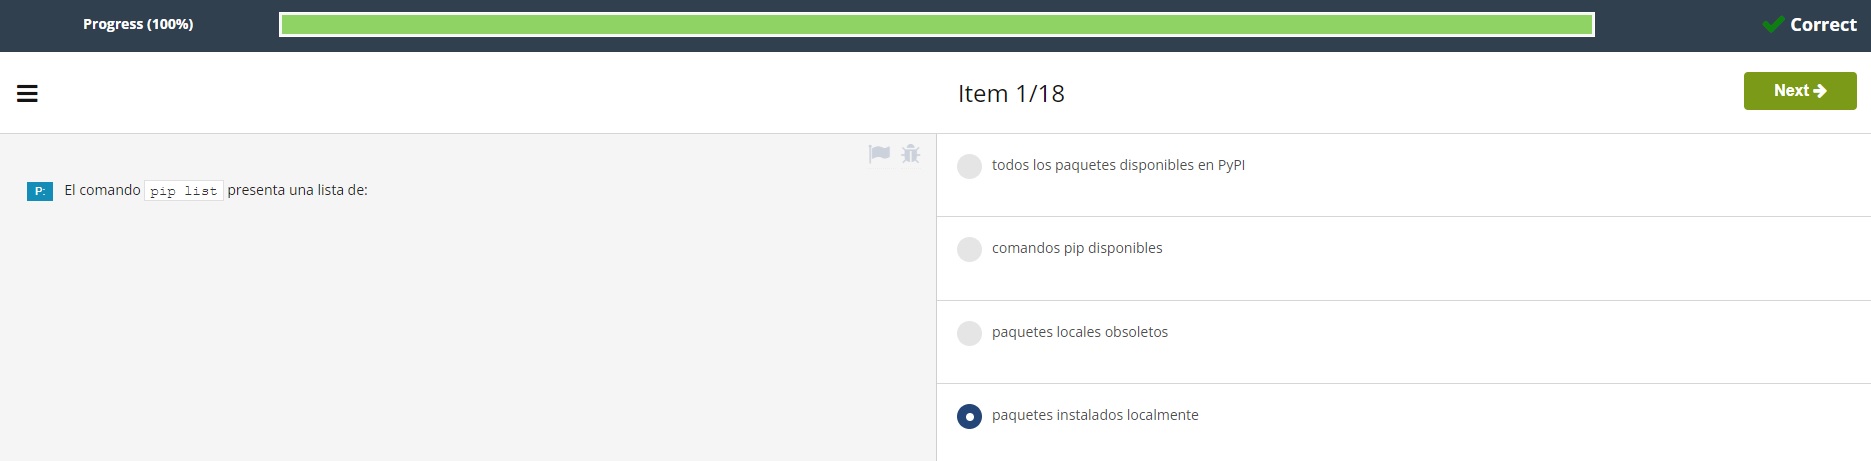 Progress (100%)
Correct
Item 1/18
Next
P: El comando pip list presenta una lista de:
todos los paquetes disponibles en PyPI
comandos pip disponibles
paquetes locales obsoletos
paquetes instalados localmente